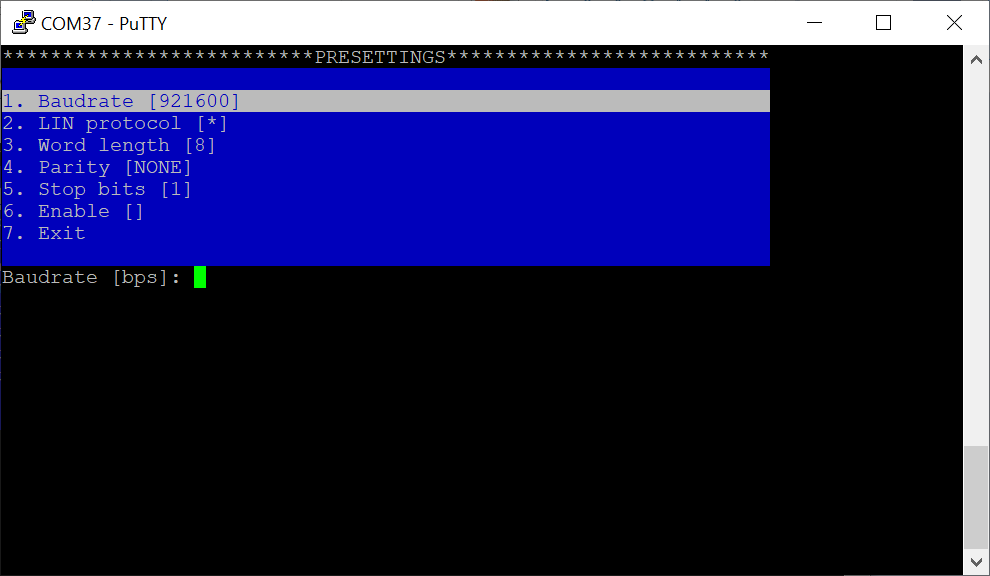 COM37 - PuTTY
**************************PRESETTINGS***************************
1. Baudrate [921600]
2. LIN protocol [*]
3. Word length [8]
4. Parity [NONE]
5. Stop bits [1]
6. Enable []
7. Exit
Baudrate [bps]: